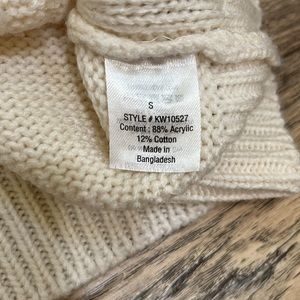 S
STYLE # KW10527
Content : 88% Acrylic
12% Cotton
Made in
Bangladesh